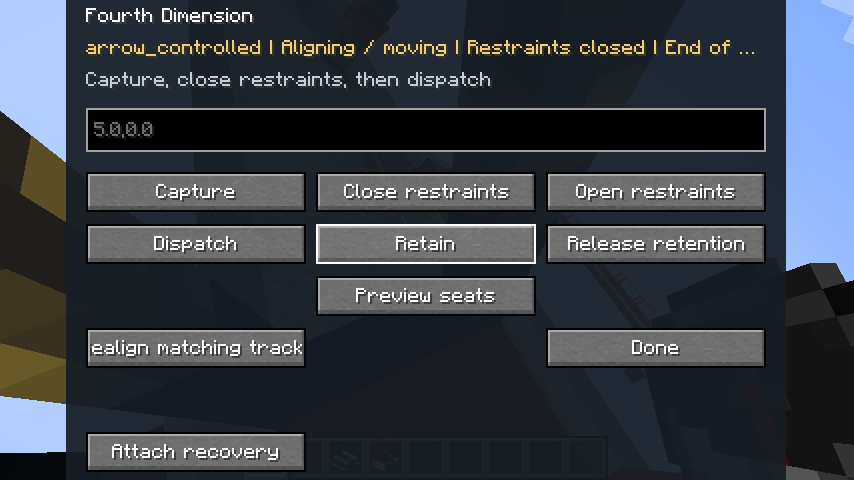 Fourth Dimension
arrow_controlled | Aligning / moving | Restraints closed | End of ...
Capture, close restraints, then dispatch
5.0,0.0
Capture
Close restraints
Open restraints
Dispatch
Retain
Release retention
Preview seats
ealign matching track
Done
Attach recovery